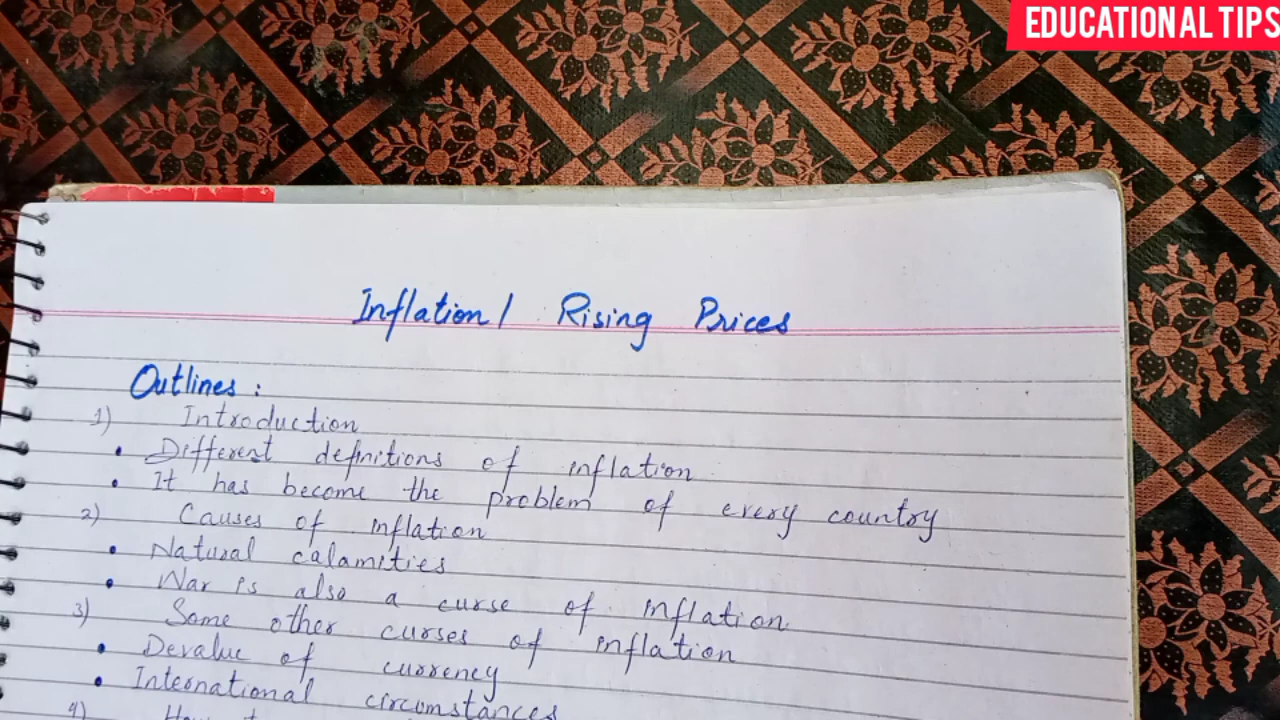 EDUCATIONAL TIPS
Inflation/ Rising Prices
Outlines :
1) Introduction
• Different definitions of inflation
• It has become the problem of every country
2) Causes of inflation
• Natural calamities
• War is also a curse of inflation
3) Some other curses of inflation
• Devalue of currency
• International circumstances
4) How